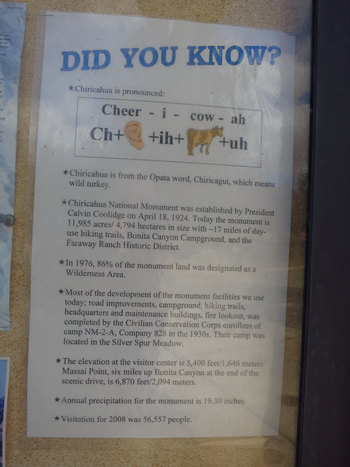 DID YOU KNOW?
★Chiricahua is pronounced:
Cheer - i - cow - ah
Ch+ +ih+ +uh
★Chiricahua is from the Opata word, Chiricagui, which means
wild turkey.
★Chiricahua National Monument was established by President
Calvin Coolidge on April 18, 1924. Today the monument is
11,985 acres/ 4,794 hectares in size with ~17 miles of day-
use hiking trails, Bonita Canyon Campground, and the
Faraway Ranch Historic District.
★In 1976, 86% of the monument land was designated as a
Wilderness Area.
★Most of the development of the monument facilities we use
today; road improvements, campground, hiking trails,
headquarters and maintenance buildings, fire lookout, was
completed by the Civilian Conservation Corps enrollees of
camp NM-2-A, Company 828 in the 1930s. Their camp was
located in the Silver Spur Meadow.
★The elevation at the visitor center is 5,400 feet/1,646 meters.
Massai Point, six miles up Bonita Canyon at the end of the
scenic drive, is 6,870 feet/2,094 meters.
★Annual precipitation for the monument is 19.30 inches.
★Visitation for 2008 was 56,557 people.